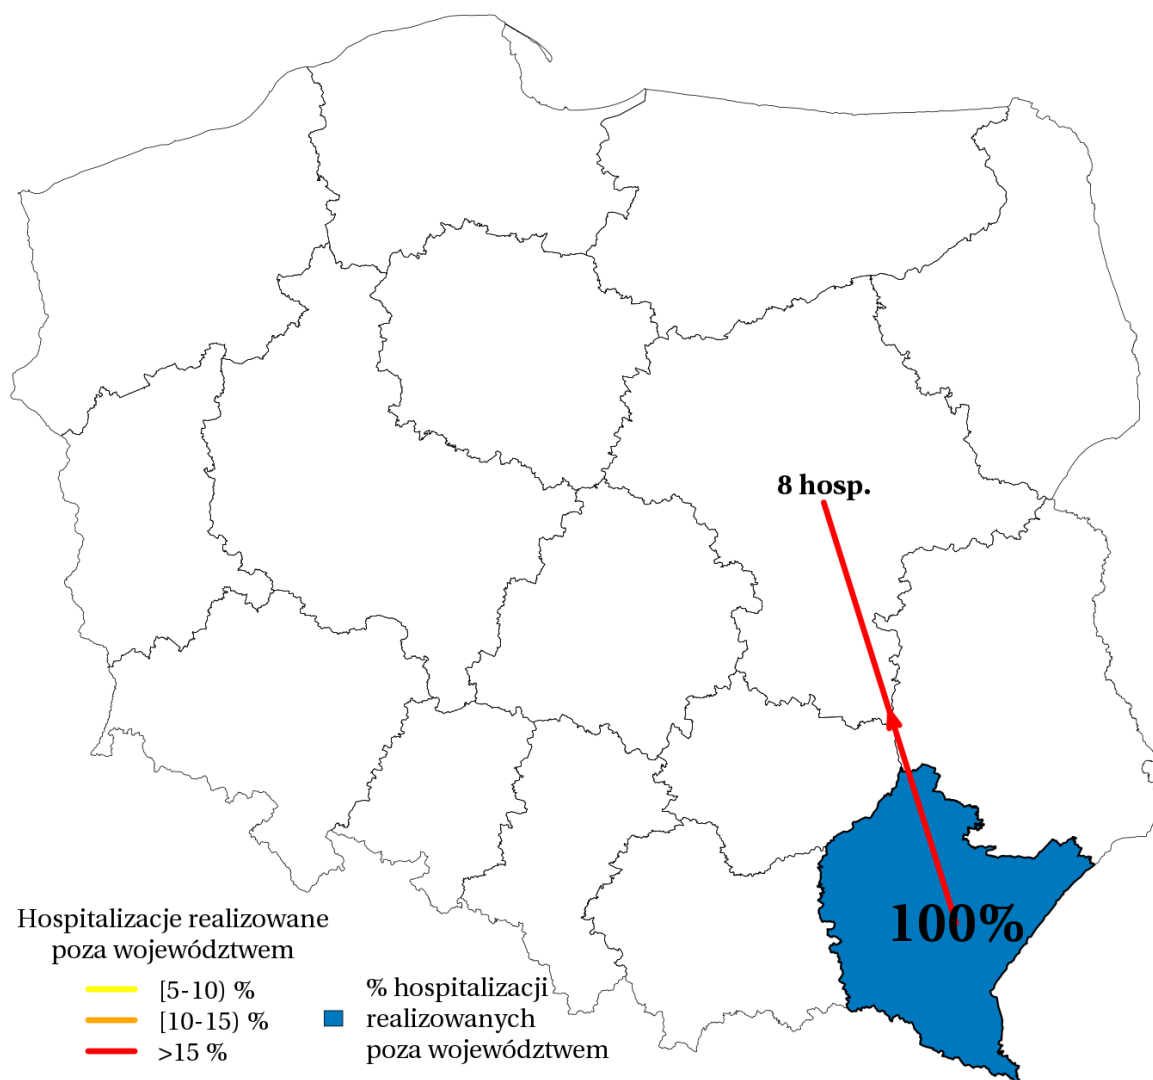 8 hosp.
100%
Hospitalizacje realizowane
poza województwem
[5-10) %
[10-15) %
>15 %
% hospitalizacji
realizowanych
poza województwem